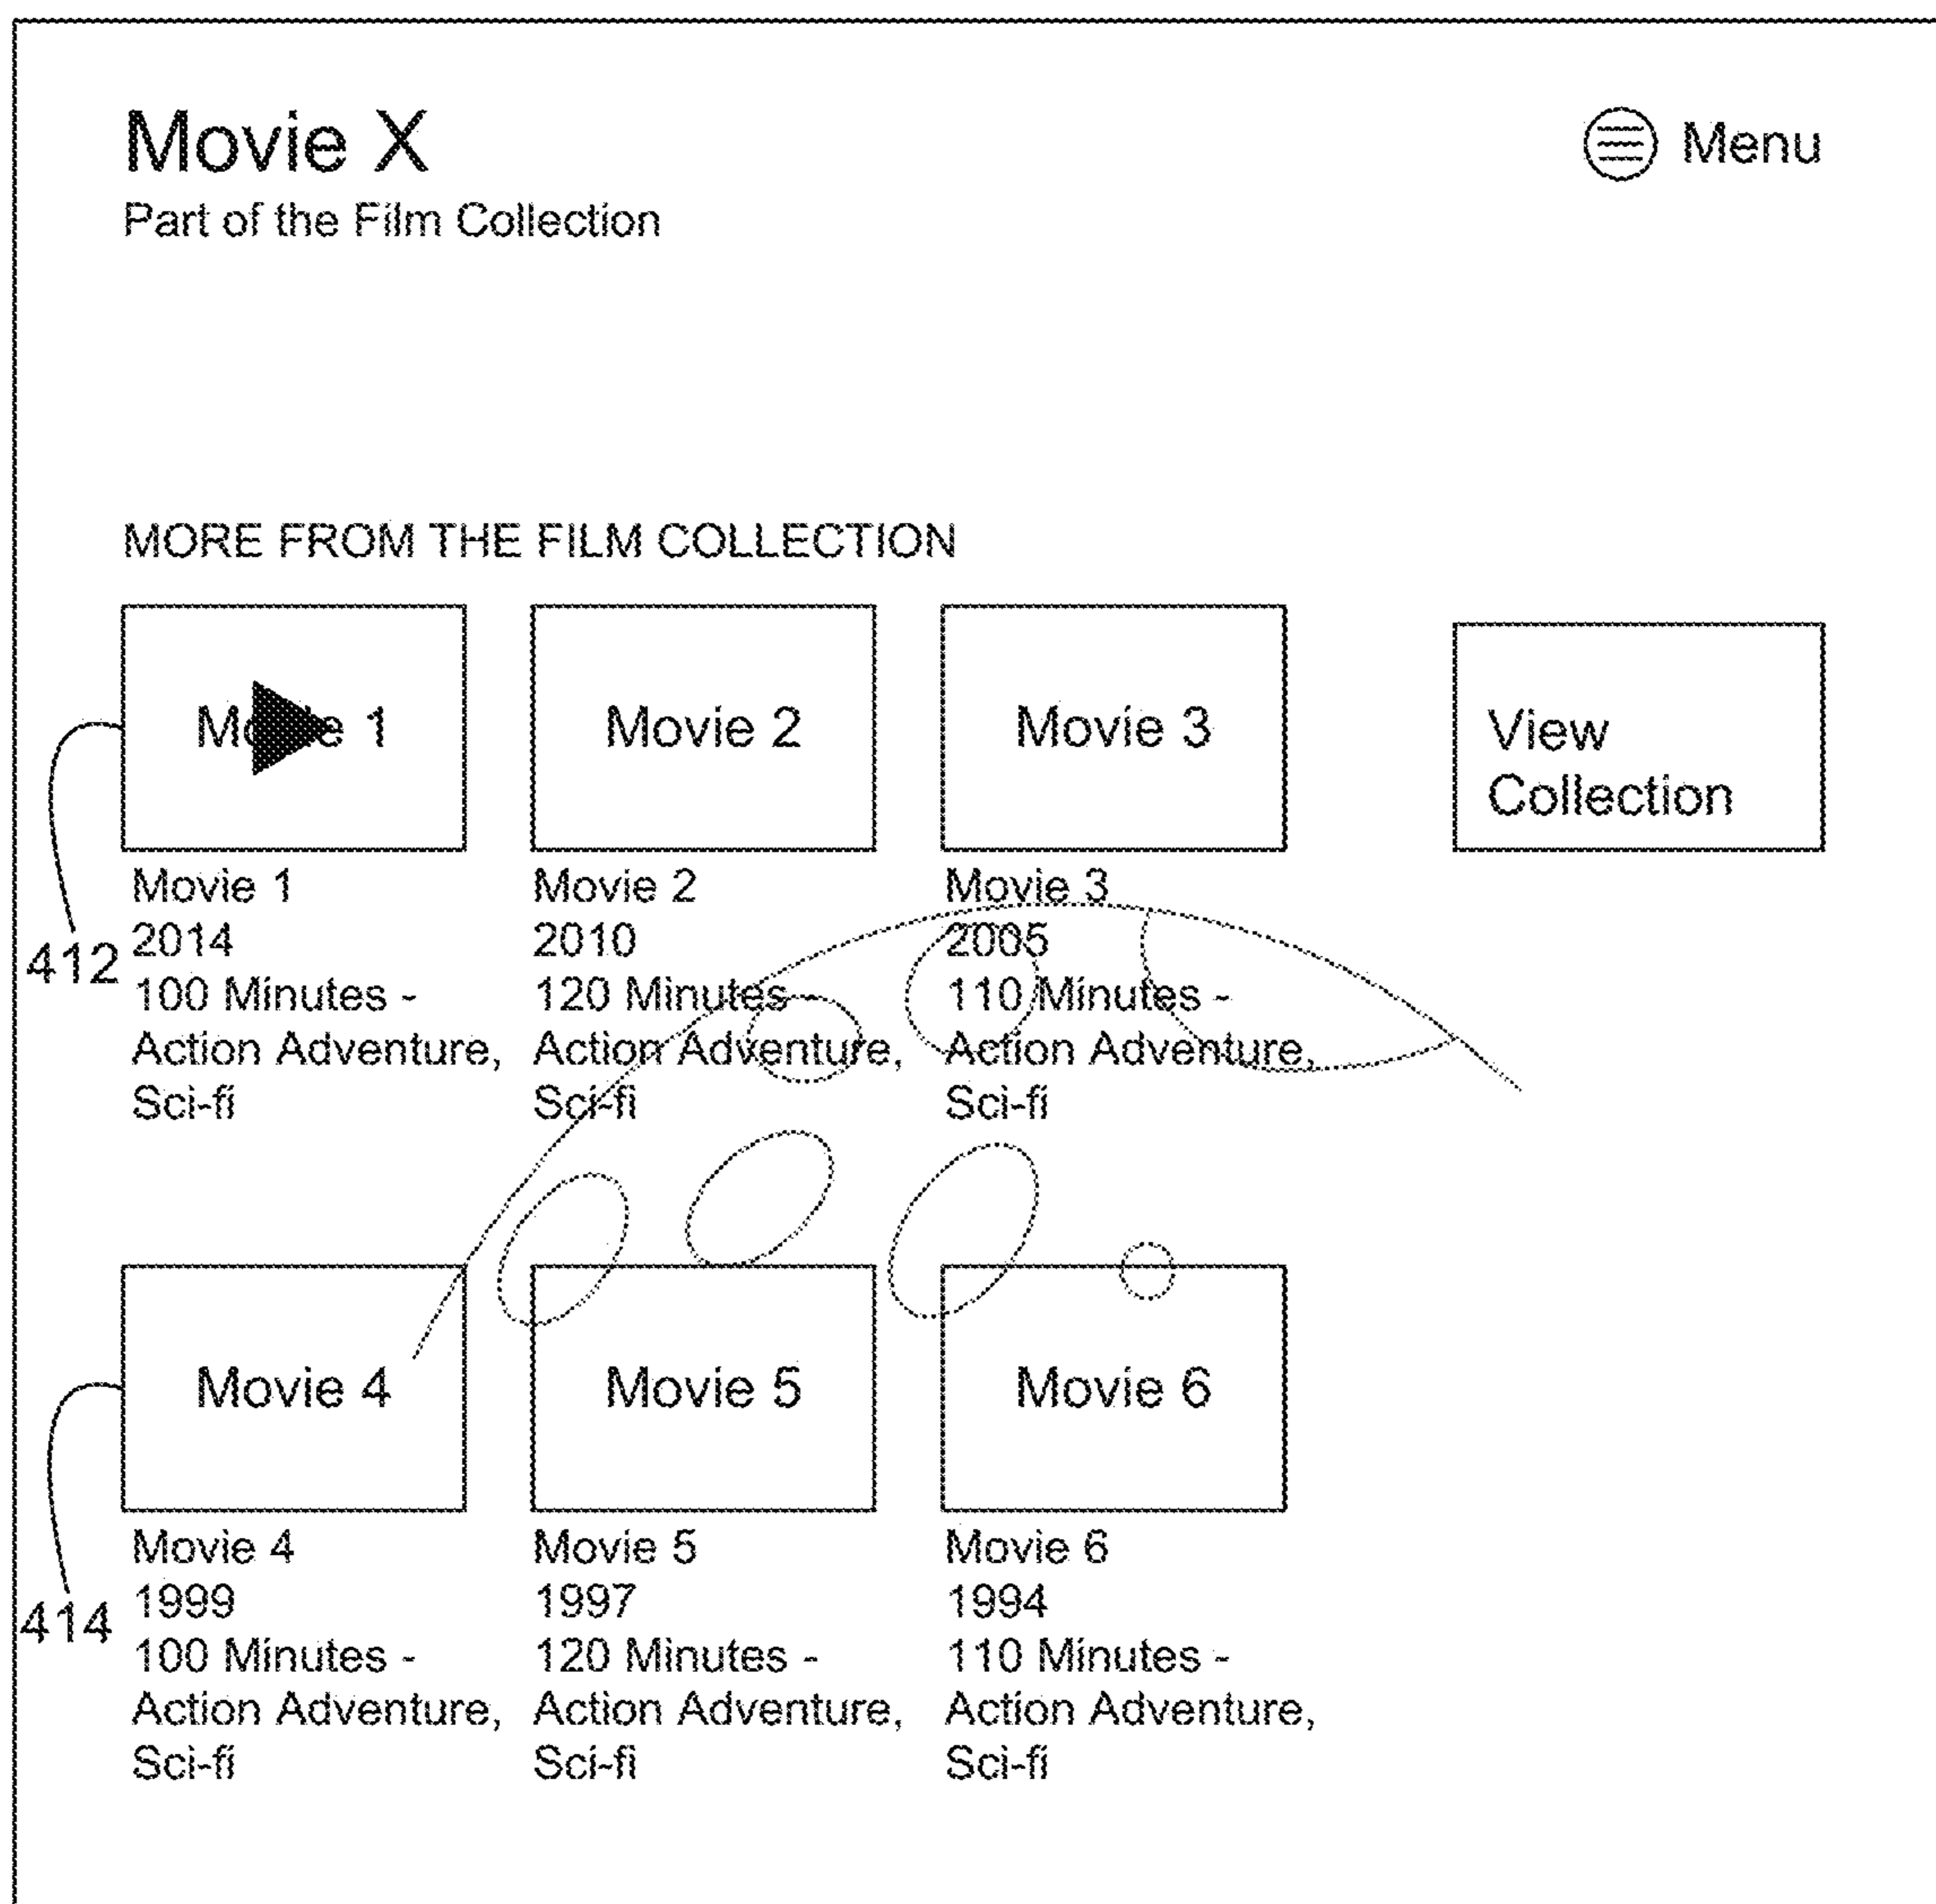 Movie X
Menu
Part of the Film Collection
MORE FROM THE FILM COLLECTION
Movie 1
Movie 2
Movie 3
View
Collection
Movie 1
2014
100 Minutes -
Action Adventure,
Sci-fi
Movie 2
2010
120 Minutes -
Action Adventure,
Sci-fi
Movie 3
2005
110 Minutes -
Action Adventure,
Sci-fi
412
Movie 4
Movie 5
Movie 6
Movie 4
1999
100 Minutes -
Action Adventure,
Sci-fi
Movie 5
1997
120 Minutes -
Action Adventure,
Sci-fi
Movie 6
1994
110 Minutes -
Action Adventure,
Sci-fi
414